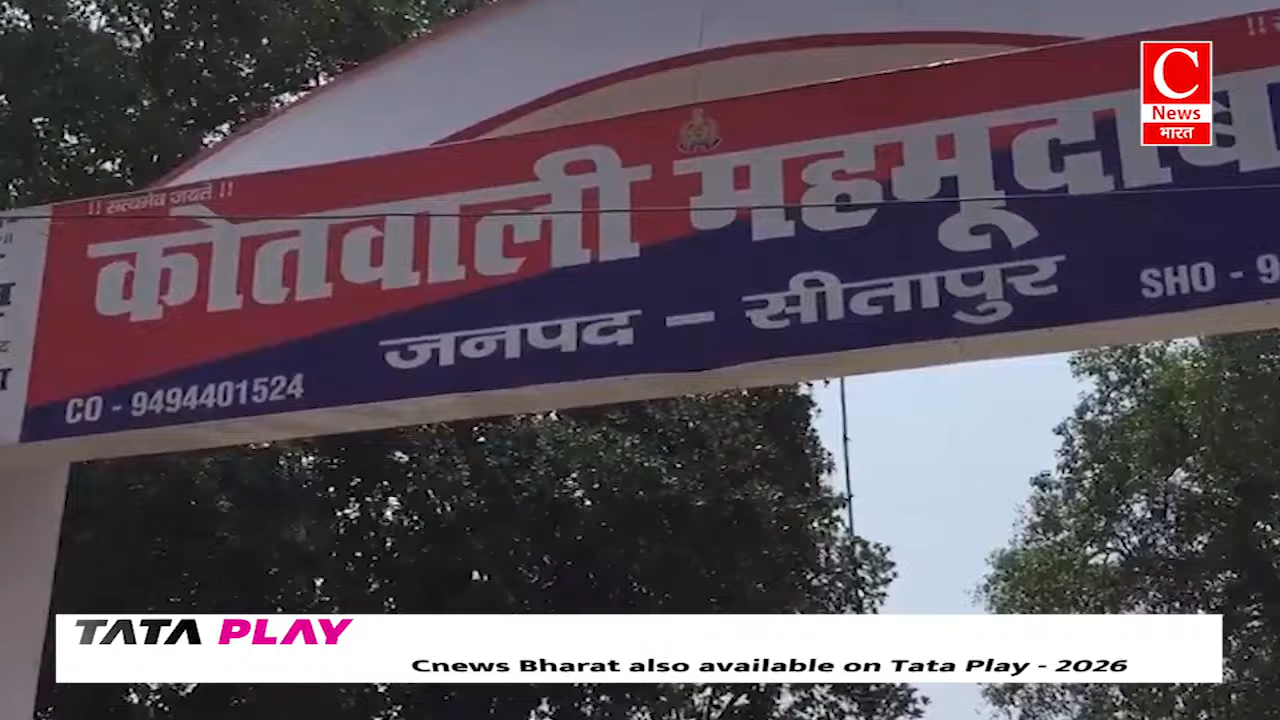 !! सत्यमेव जयते !!
कोतवाली महमूदाब
जनपद - सीतापुर
CO - 9494401524
SHO - 9
C
News
भारत
TATA PLAY
Cnews Bharat also available on Tata Play - 2026